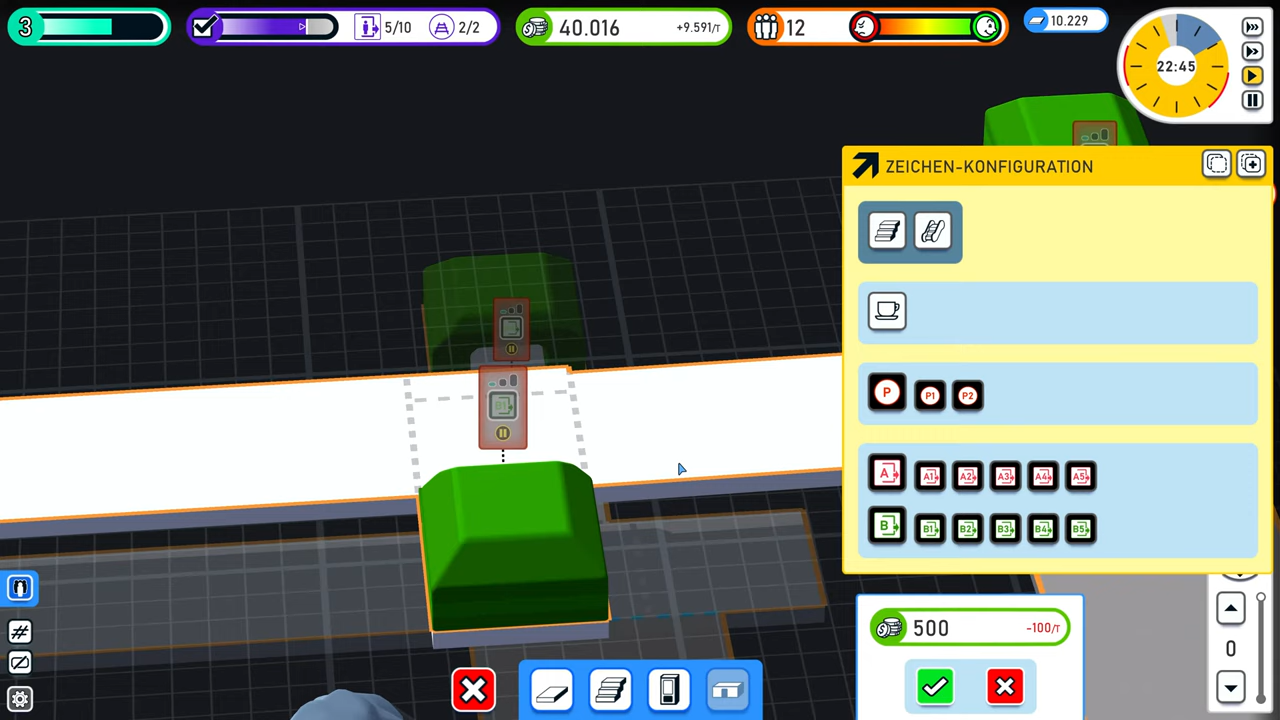 3
5/10
2/2
40.016
+9.591/T
12
10.229
22:45
ZEICHEN-KONFIGURATION
P
P1
P2
A
A1
A2
A3
A4
A5
B
B1
B2
B3
B4
B5
B1
500
-100/T
0